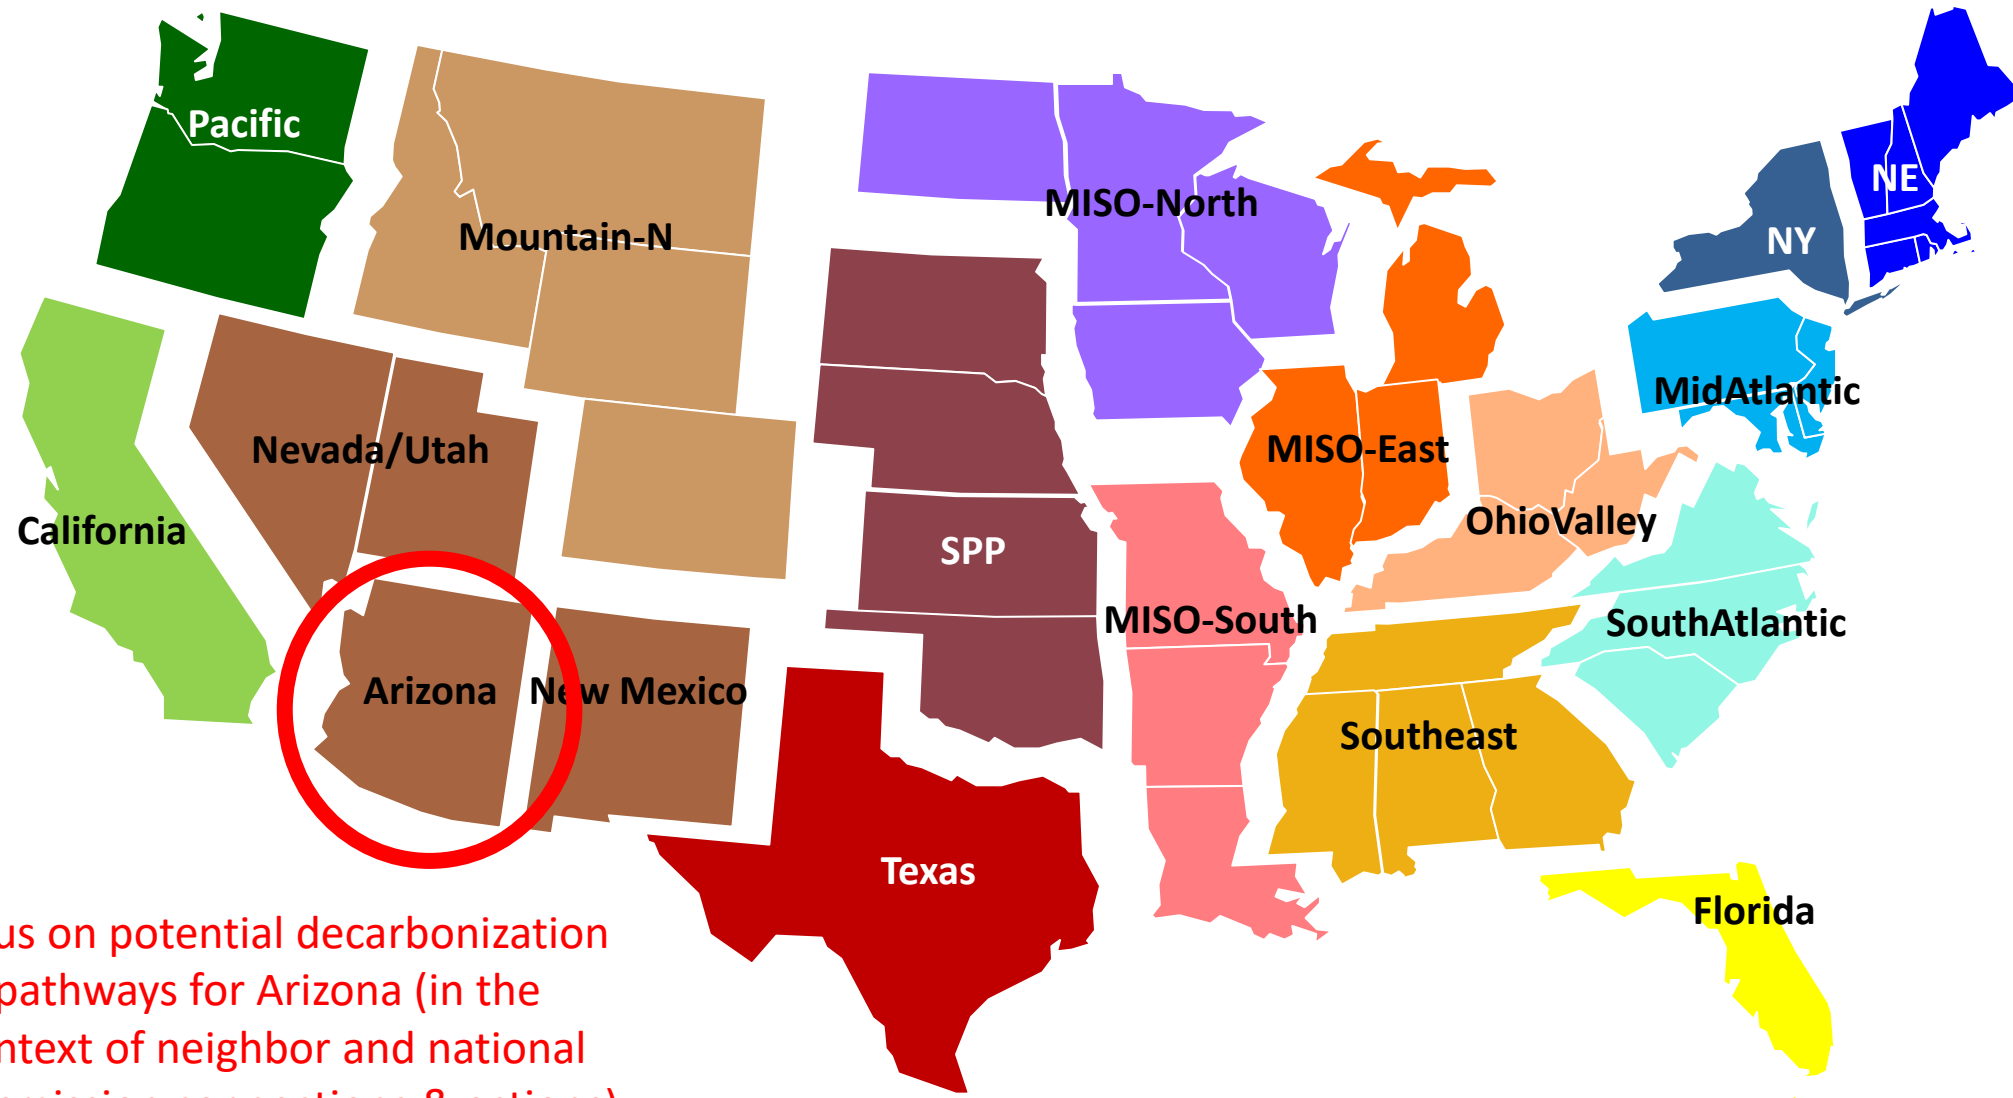 Pacific
NE
MISO-North
Mountain-N
NY
MidAtlantic
Nevada/Utah
MISO-East
California
OhioValley
SPP
MISO-South
SouthAtlantic
Arizona
New Mexico
Southeast
Texas
Florida
us on potential decarbonization
pathways for Arizona (in the
ntext of neighbor and national